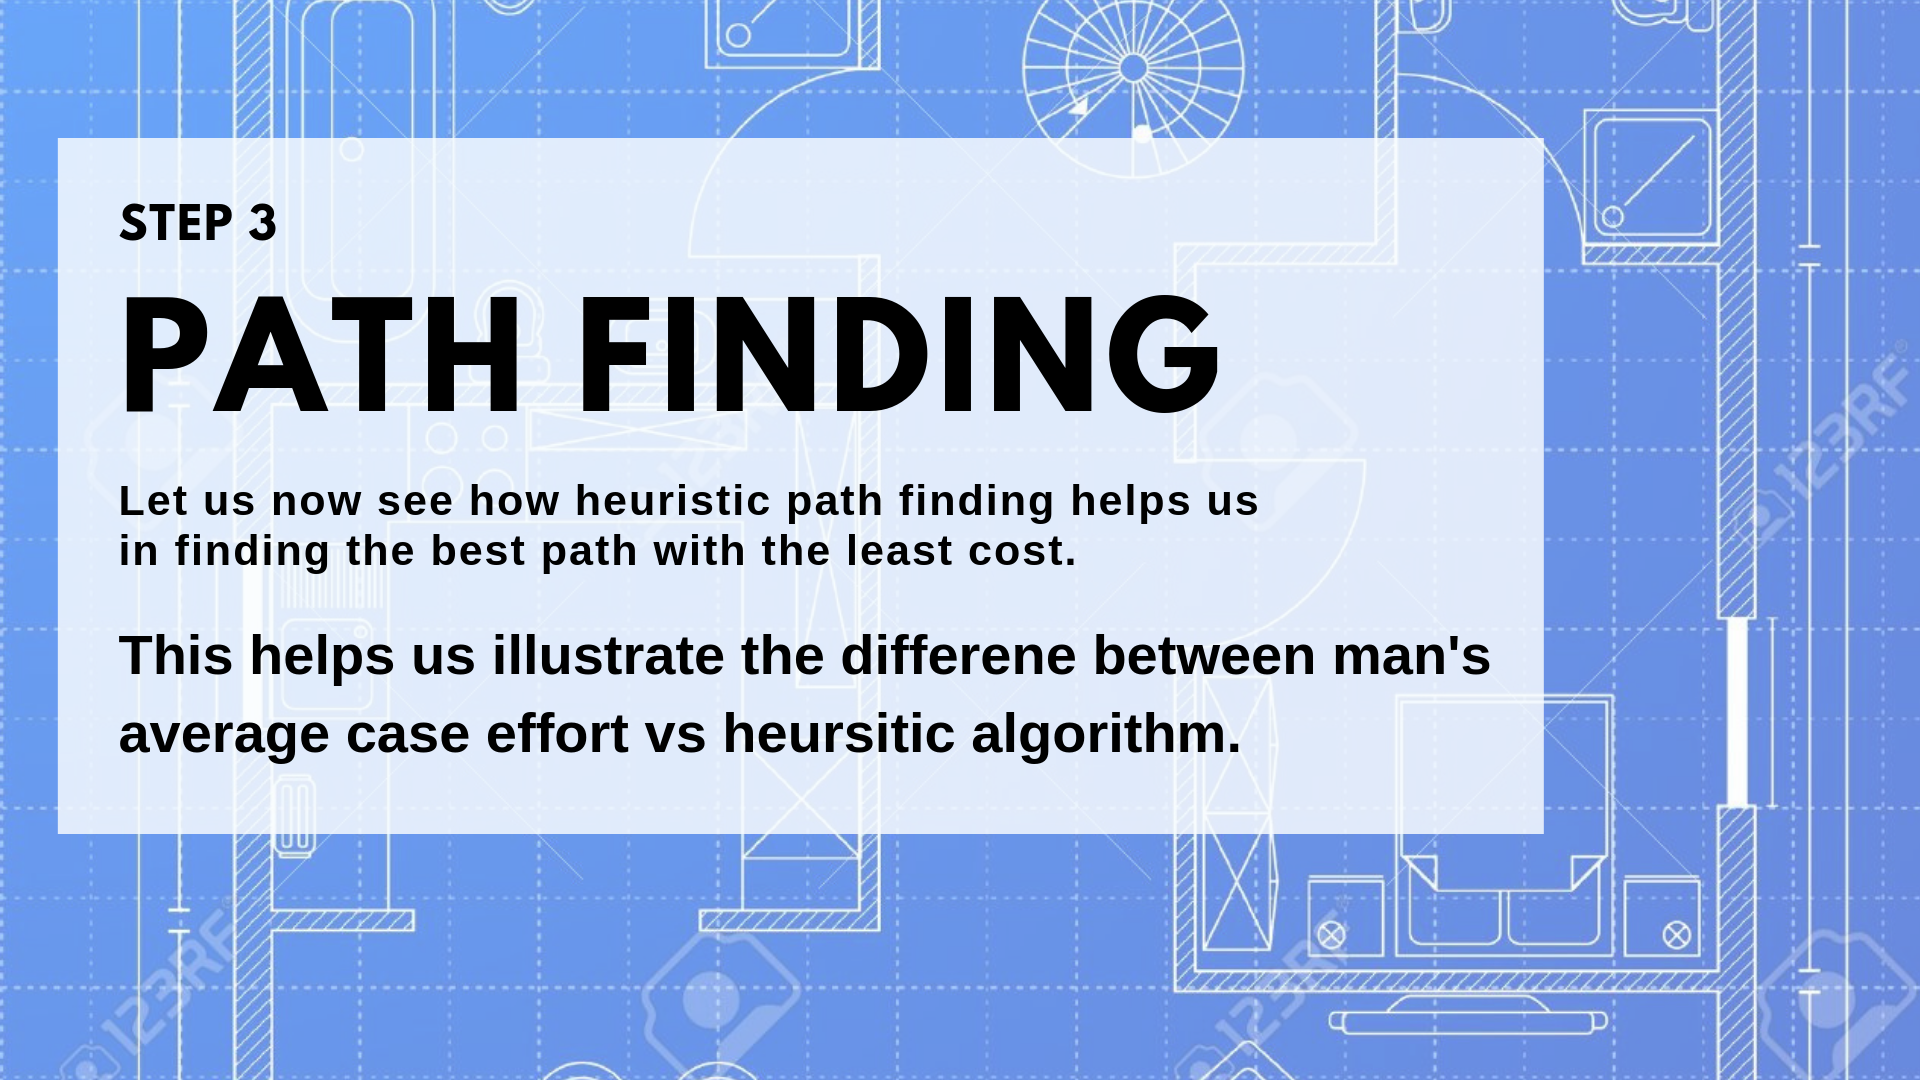 STEP 3
PATH FINDING
Let us now see how heuristic path finding helps us
in finding the best path with the least cost.
This helps us illustrate the differene between man's
average case effort vs heursitic algorithm.
123RF®
123RF®
123RF®
123RF